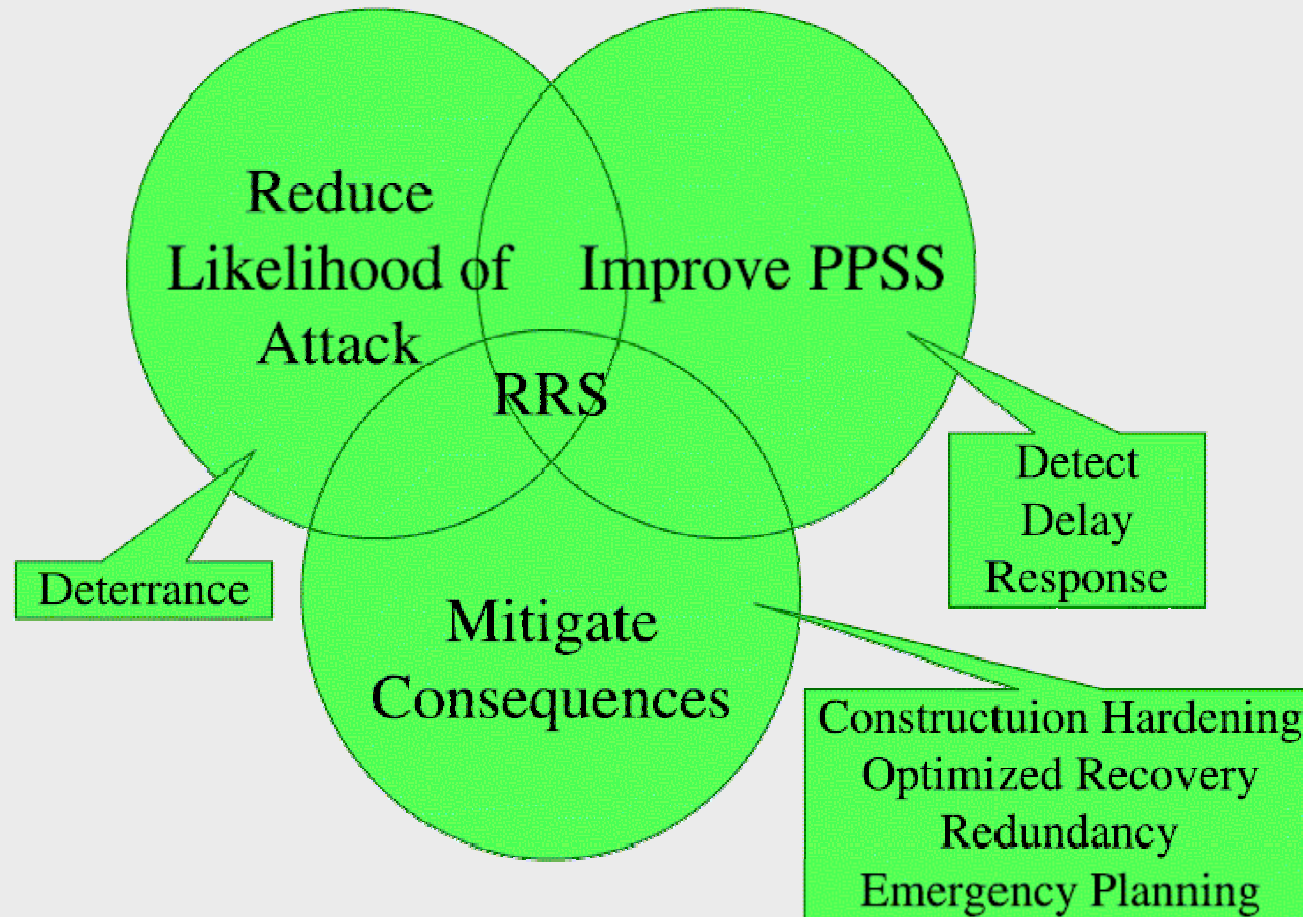 Reduce
Likelihood of
Attack
Improve PPSS
RRS
Detect
Delay
Response
Deterrance
Mitigate
Consequences
Constructuion Hardening
Optimized Recovery
Redundancy
Emergency Planning